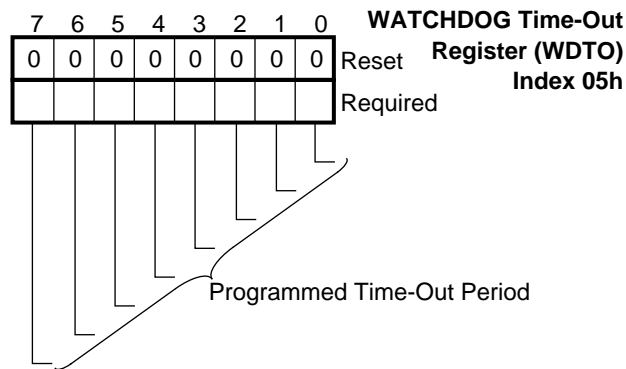 7 6 5 4 3 2 1 0
WATCHDOG Time-Out
Register (WDTO)
Index 05h
0 0 0 0 0 0 0 0 Reset
Required
Programmed Time-Out Period